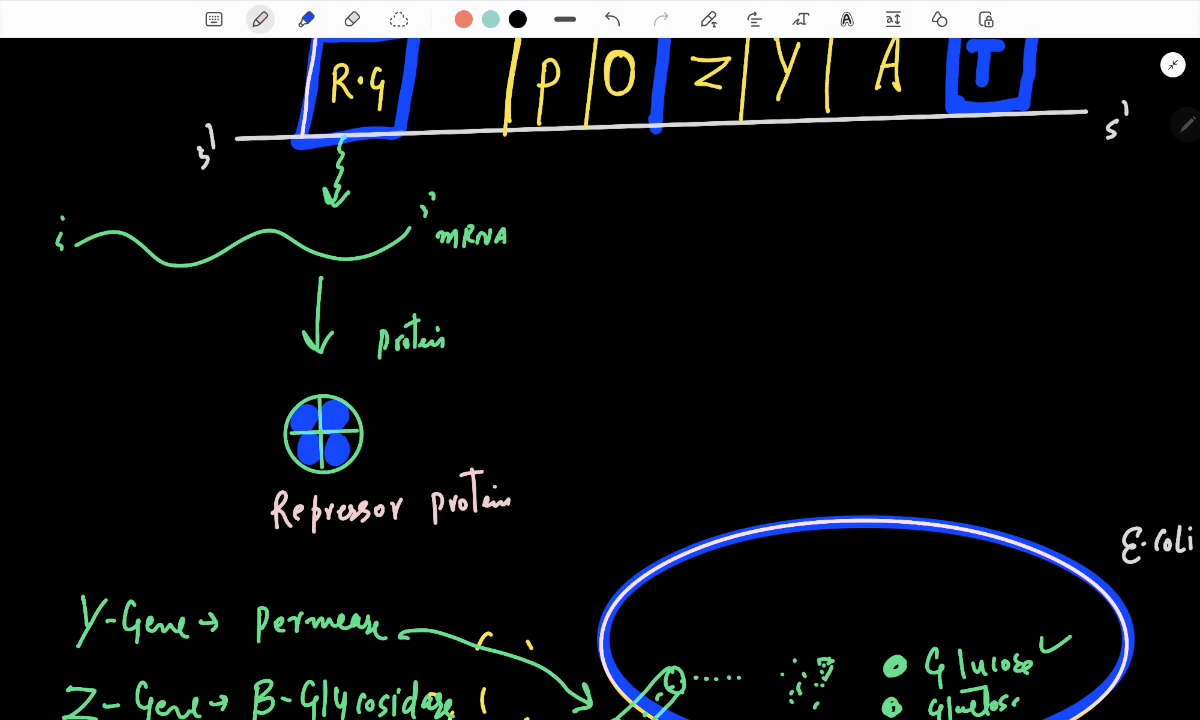 R.G P O Z Y A T
3' 5'
mRNA
Protein
Repressor protein
E.coli
Y-Gene → Permease
Glucose
Z-Gene → B-Glycosidase